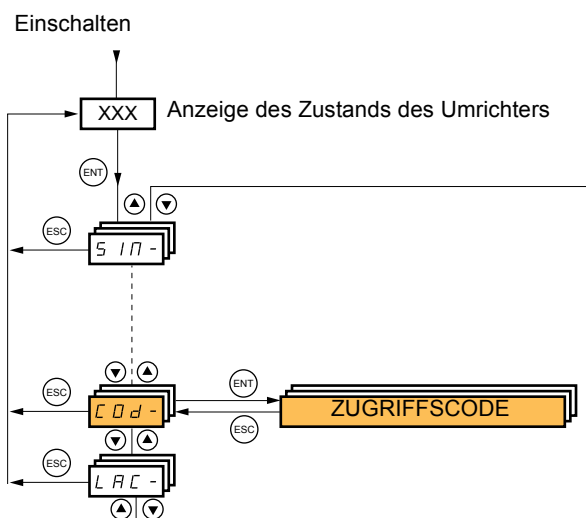 Einschalten
XXX Anzeige des Zustands des Umrichters
ENT
ESC
SIM-
ENT
ESC
COd-
ZUGRIFFSCODE
ESC
ESC
LAC-